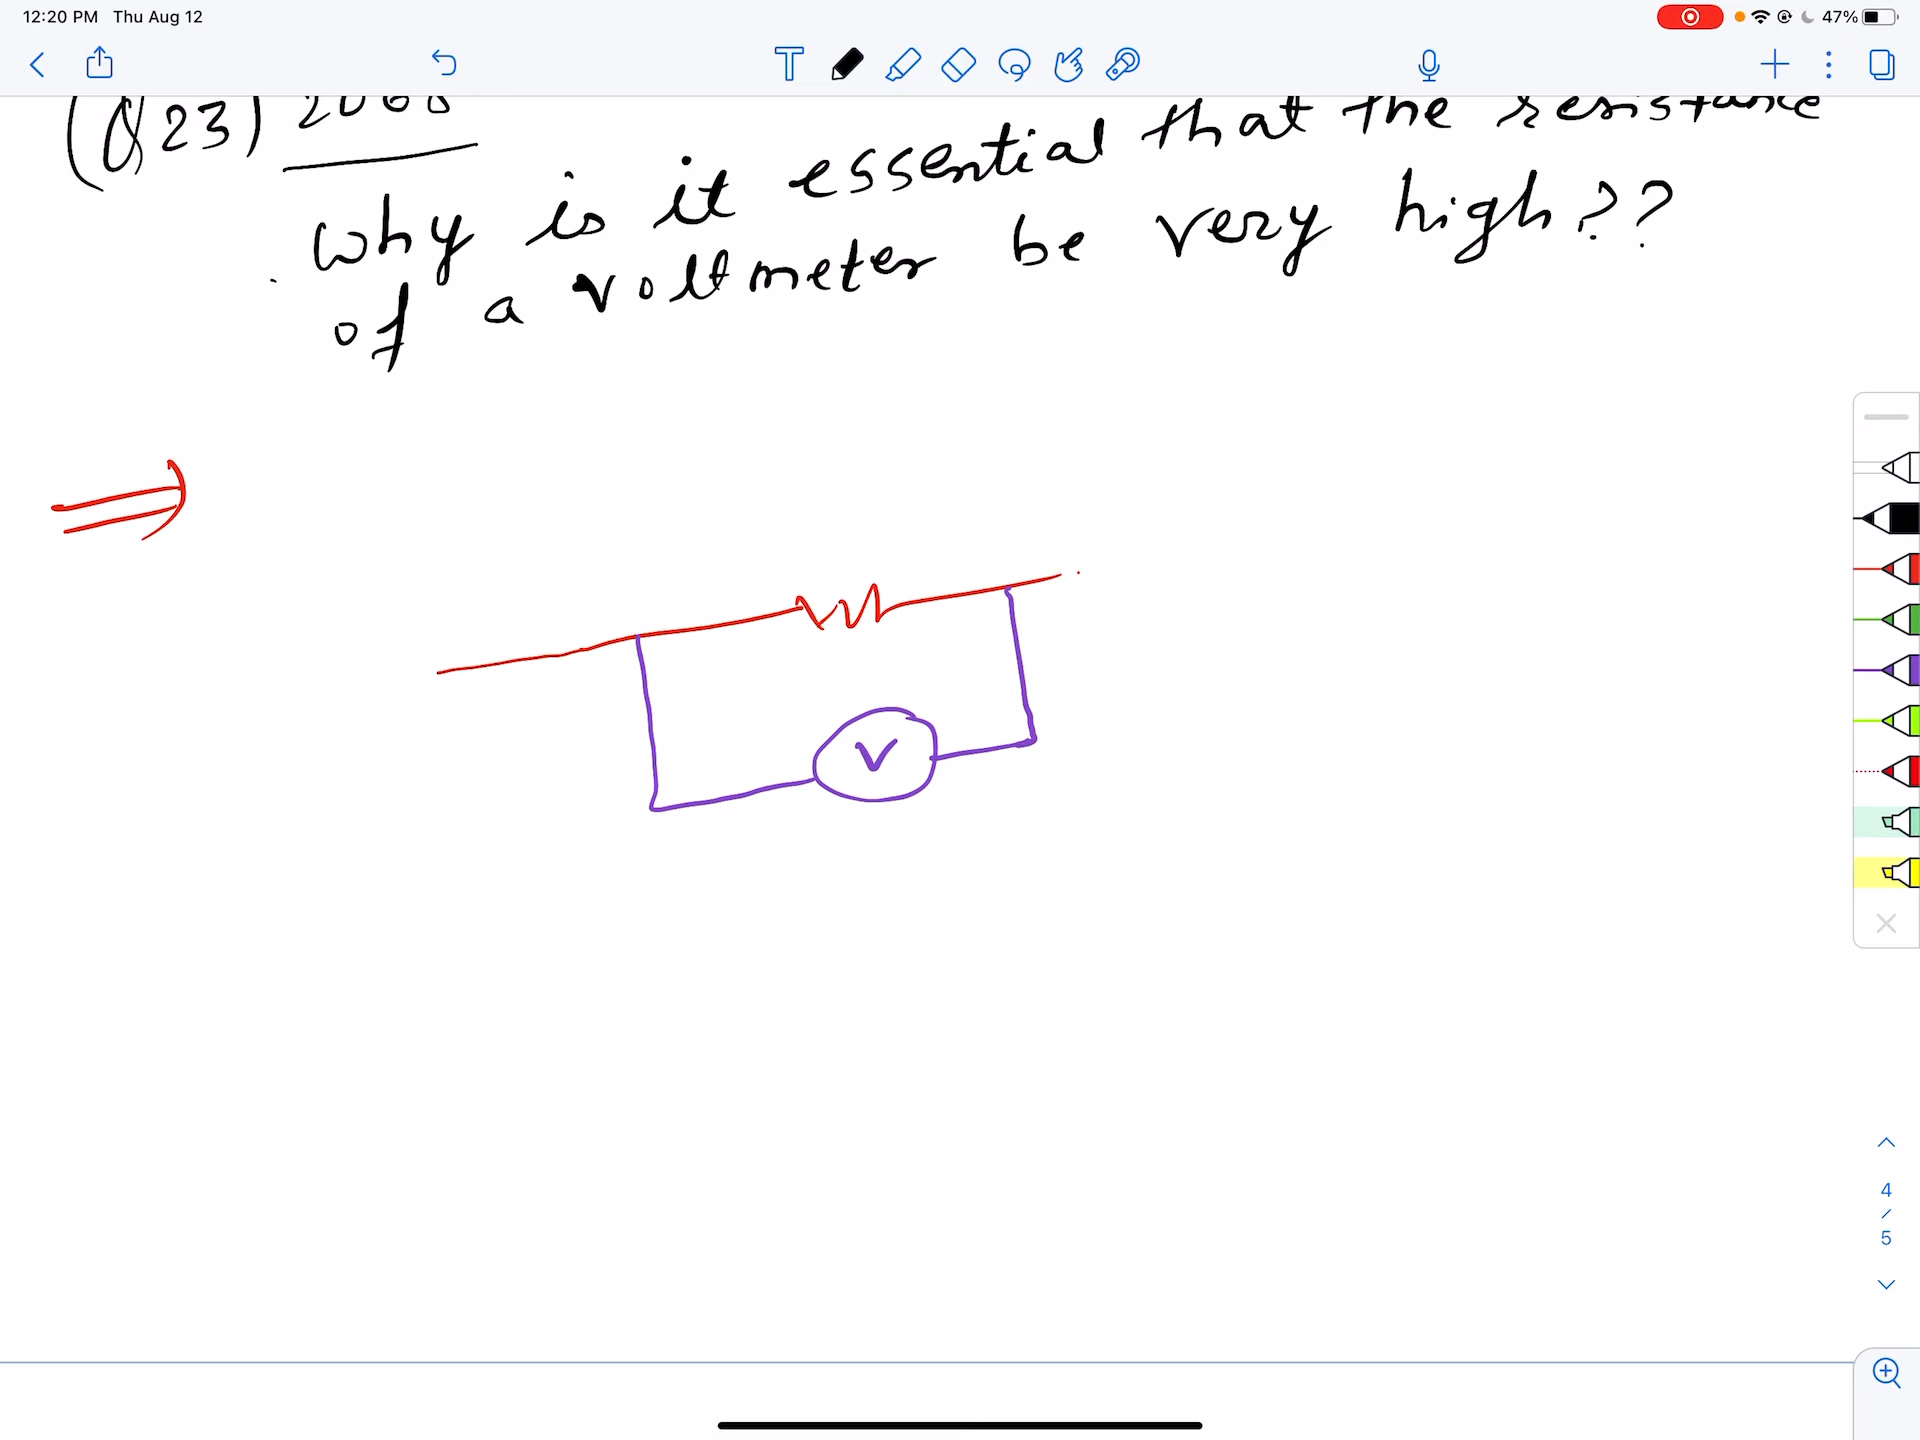 12:20 PM Thu Aug 12 47%
T
(Q23) 2068
Why is it essential that the resistance
of a voltmeter be very high??
V
4
/
5